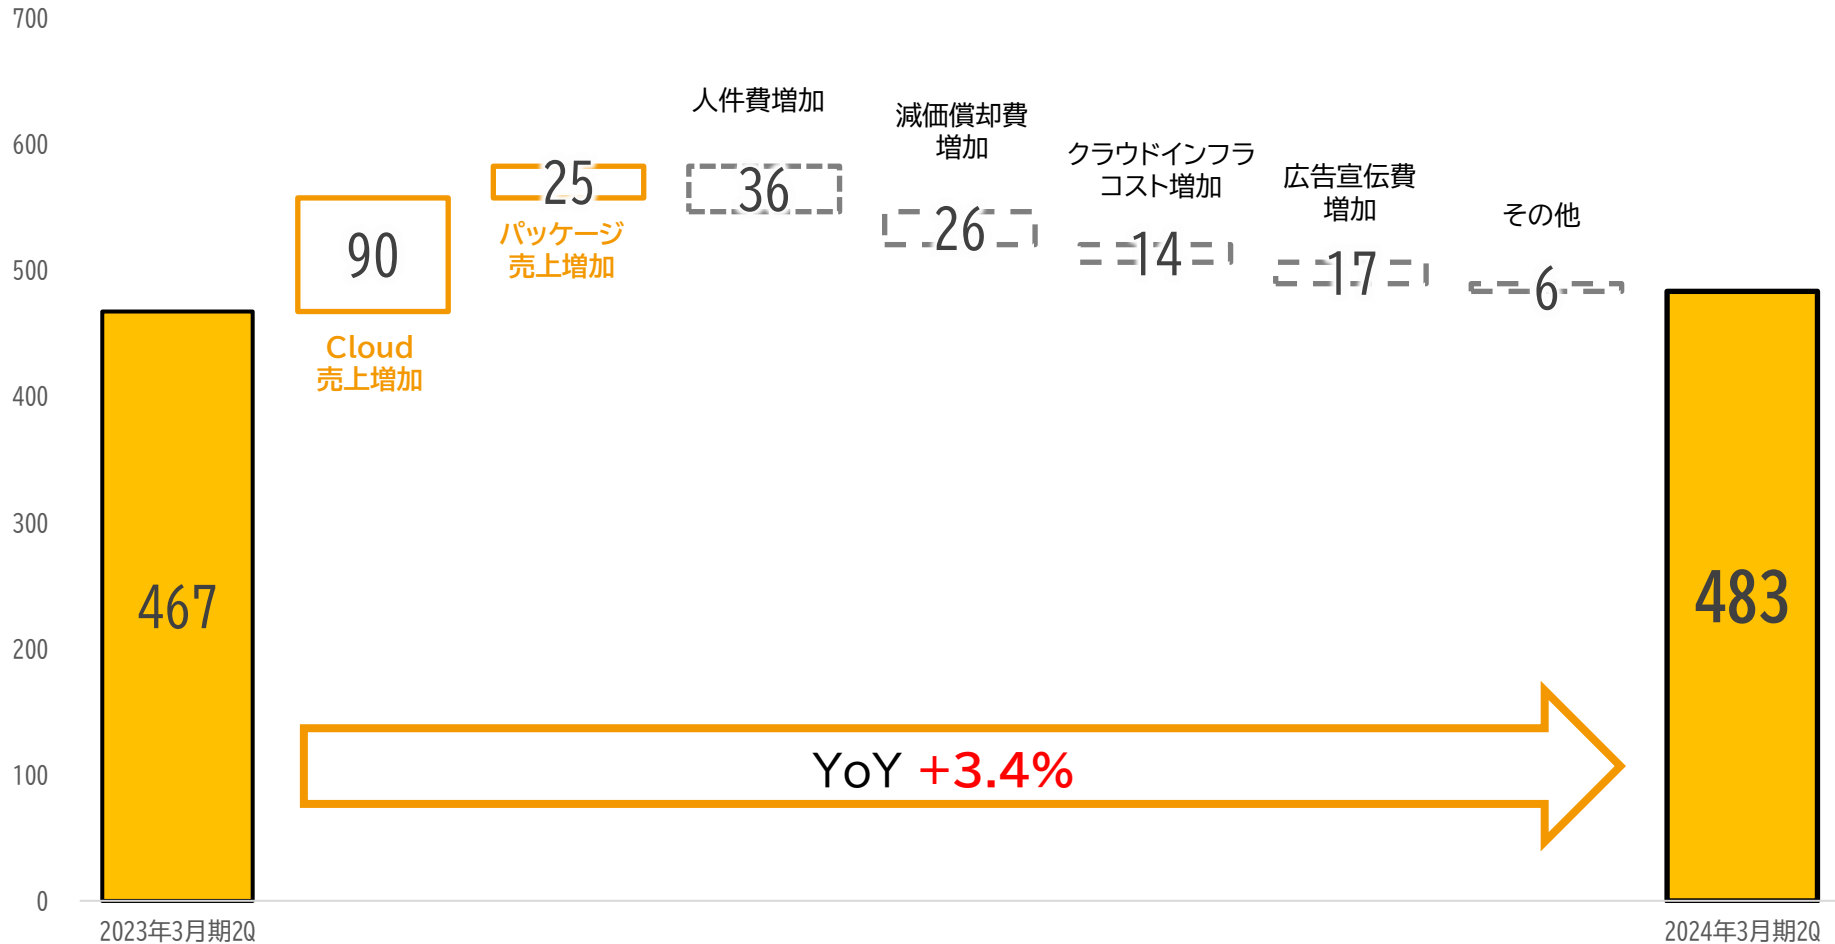 700
600
500
400
300
200
100
0
467
90
Cloud
売上増加
25
パッケージ
売上増加
人件費増加
36
減価償却費
増加
26
クラウドインフラ
コスト増加
14
広告宣伝費
増加
17
その他
6
483
YoY +3.4%
2023年3月期2Q
2024年3月期2Q